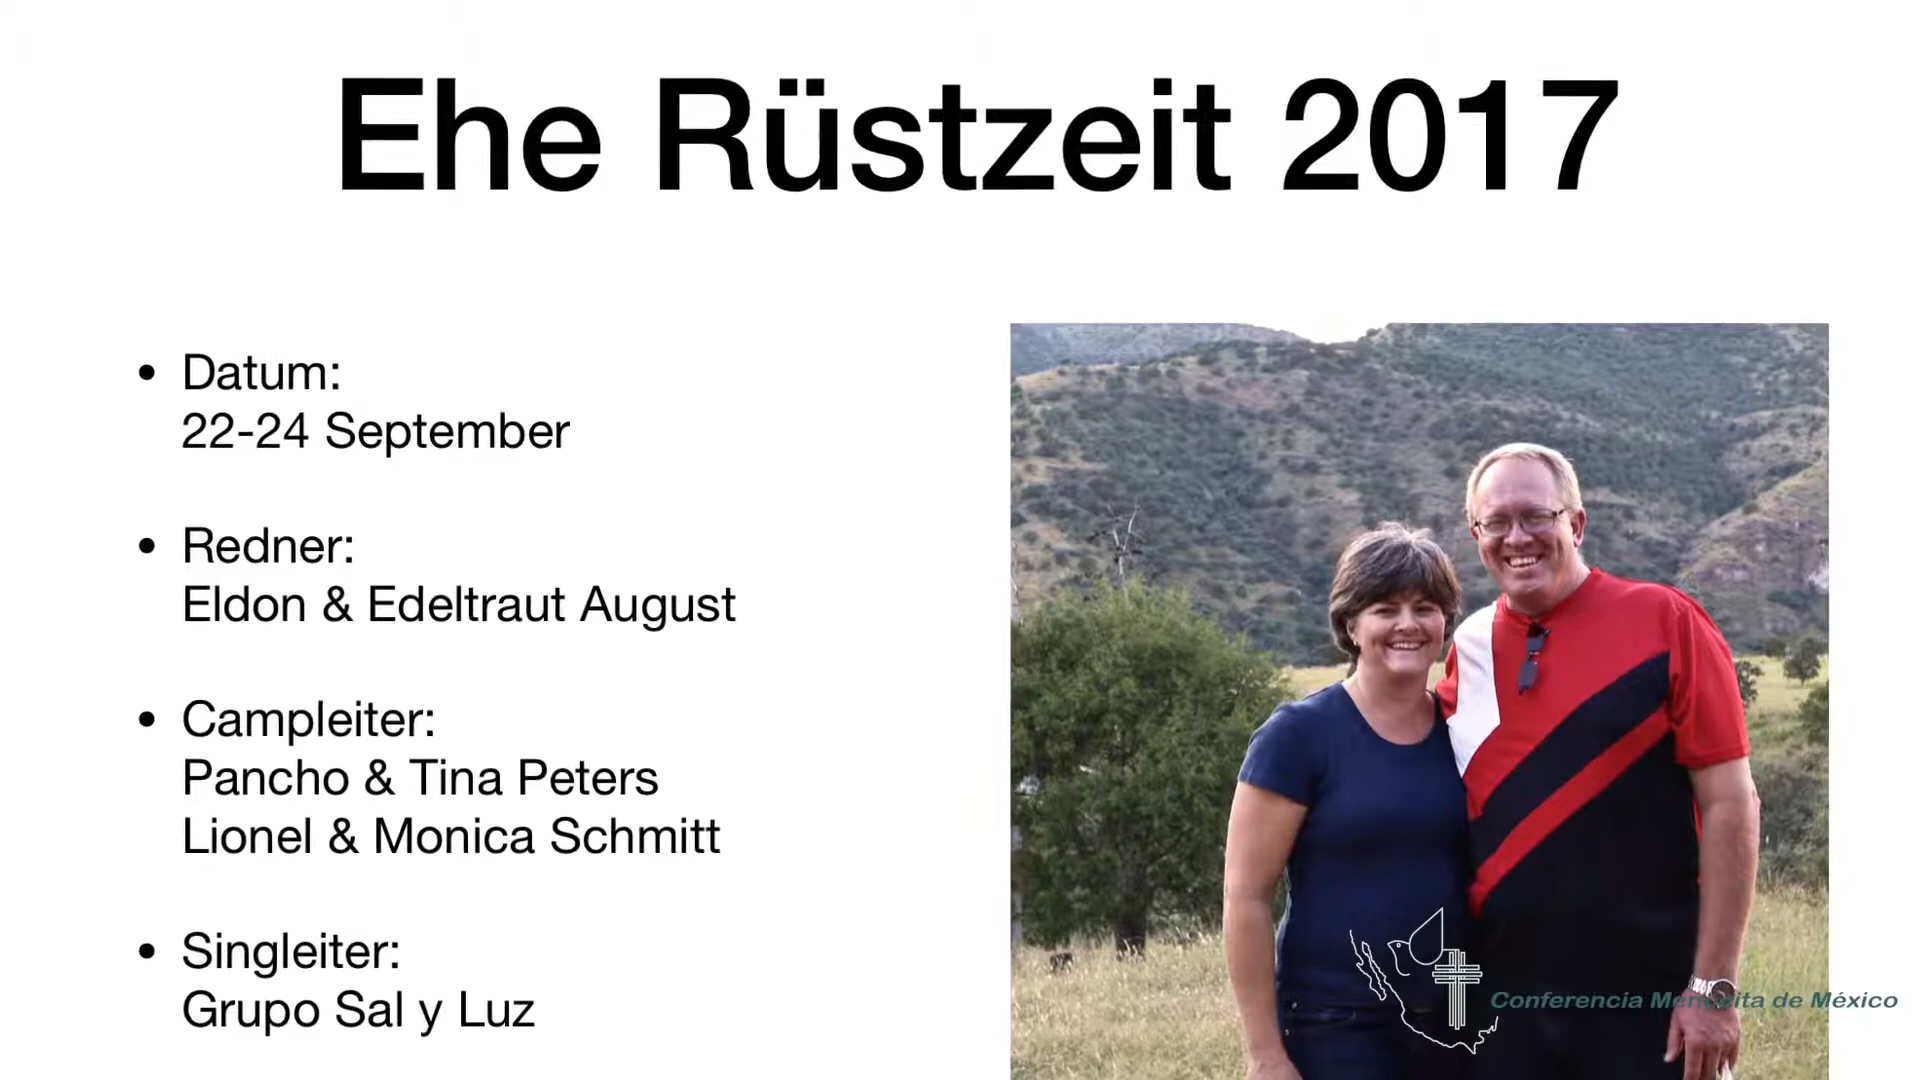 Ehe Rüstzeit 2017
• Datum:
22-24 September
• Redner:
Eldon & Edeltraut August
• Campleiter:
Pancho & Tina Peters
Lionel & Monica Schmitt
• Singleiter:
Grupo Sal y Luz
Conferencia Menonita de México